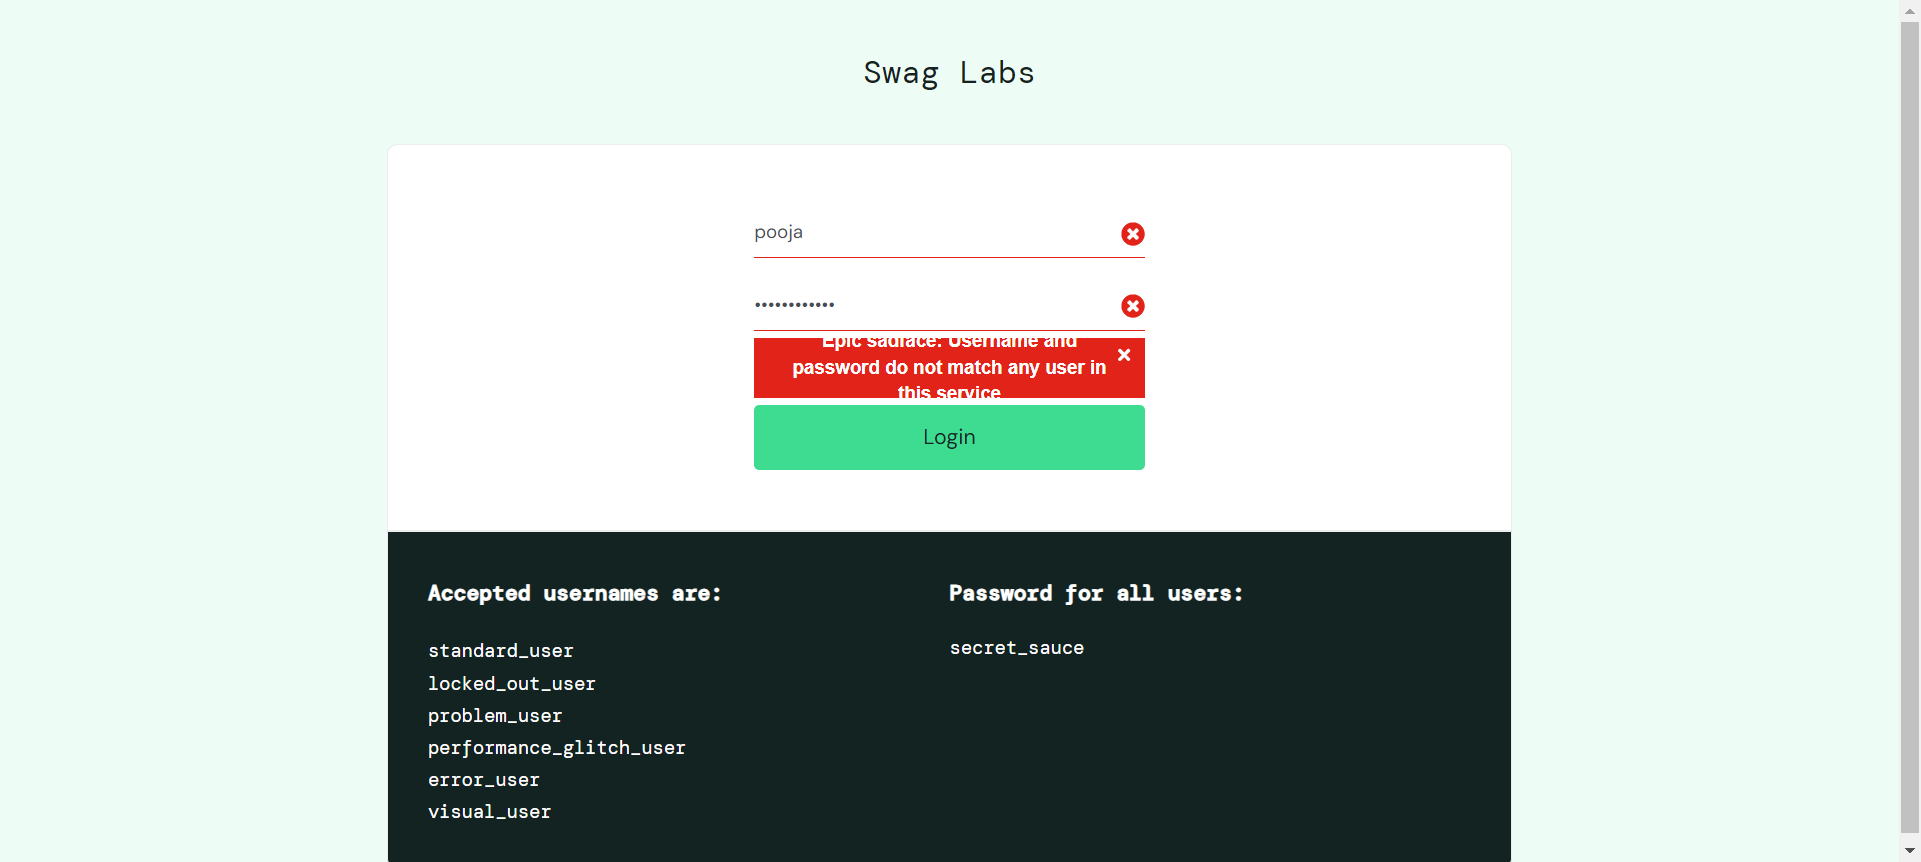 Swag Labs
pooja
••••••••••••
Epic sadface: Username and
password do not match any user in
this service
Login
Accepted usernames are:
standard_user
locked_out_user
problem_user
performance_glitch_user
error_user
visual_user
Password for all users:
secret_sauce